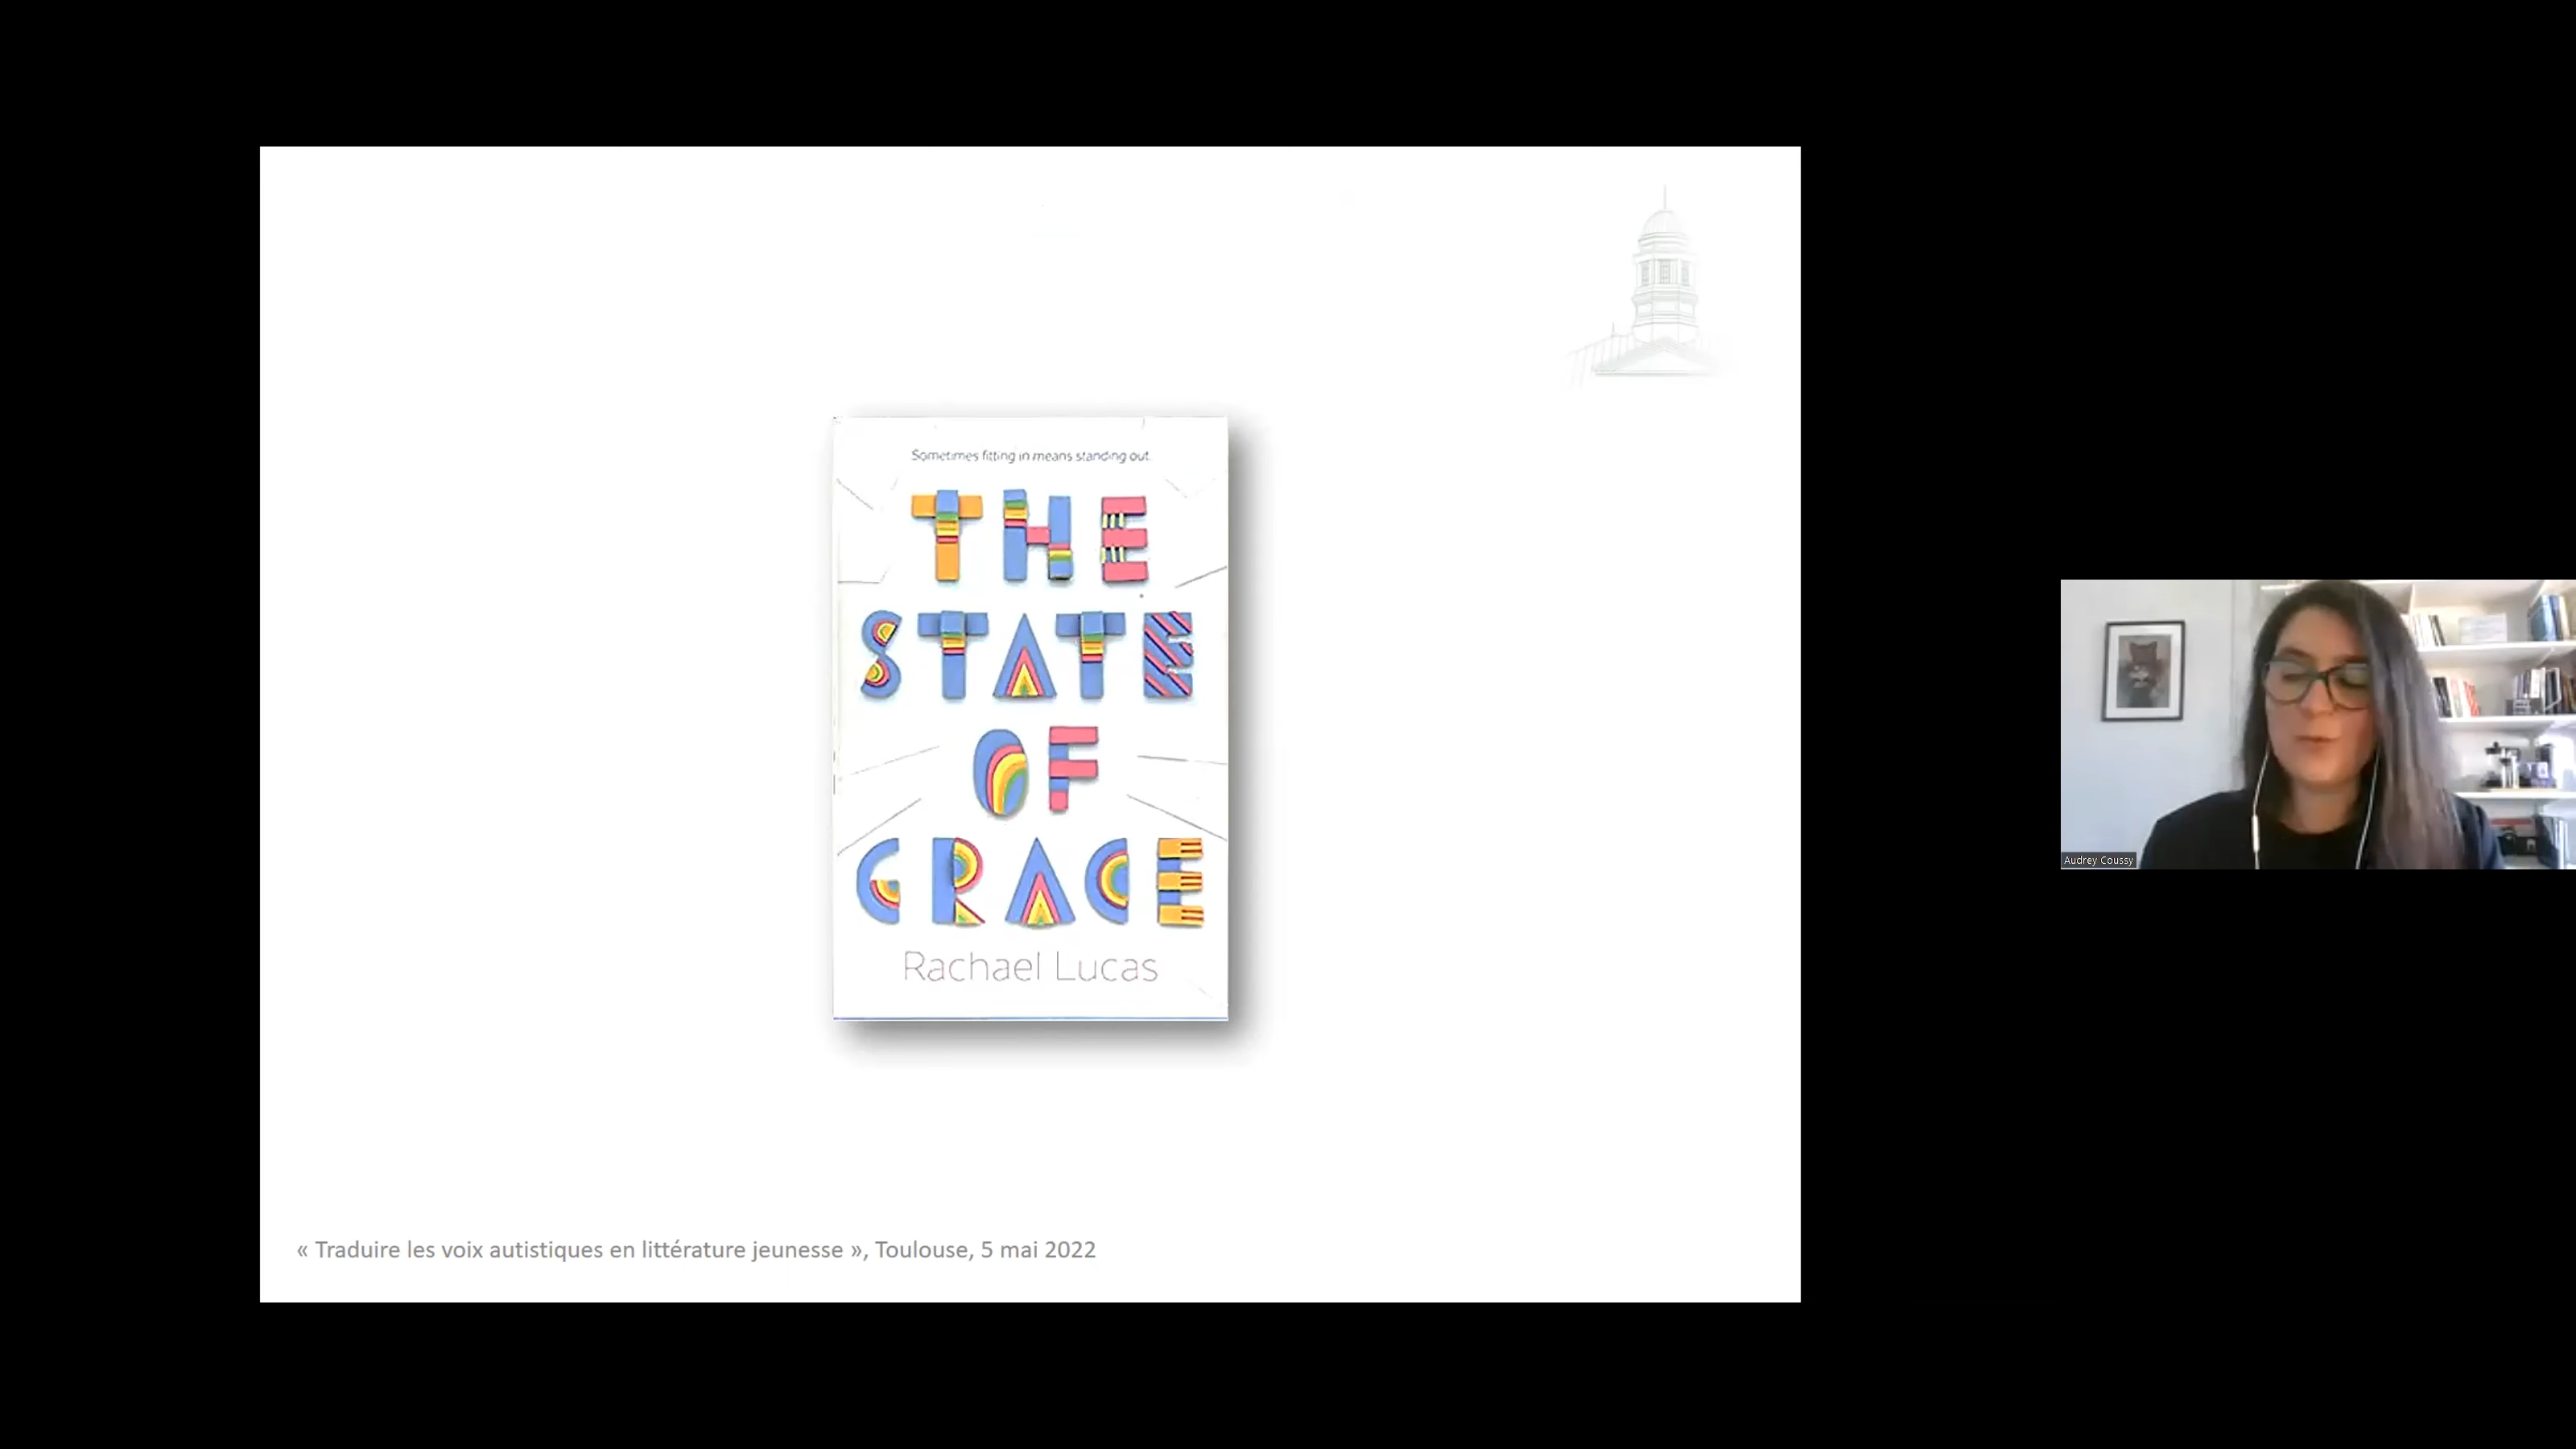 Sometimes fitting in means standing out.
THE
STATE
OF
GRACE
Rachael Lucas
« Traduire les voix autistiques en littérature jeunesse », Toulouse, 5 mai 2022
Audrey Coussy